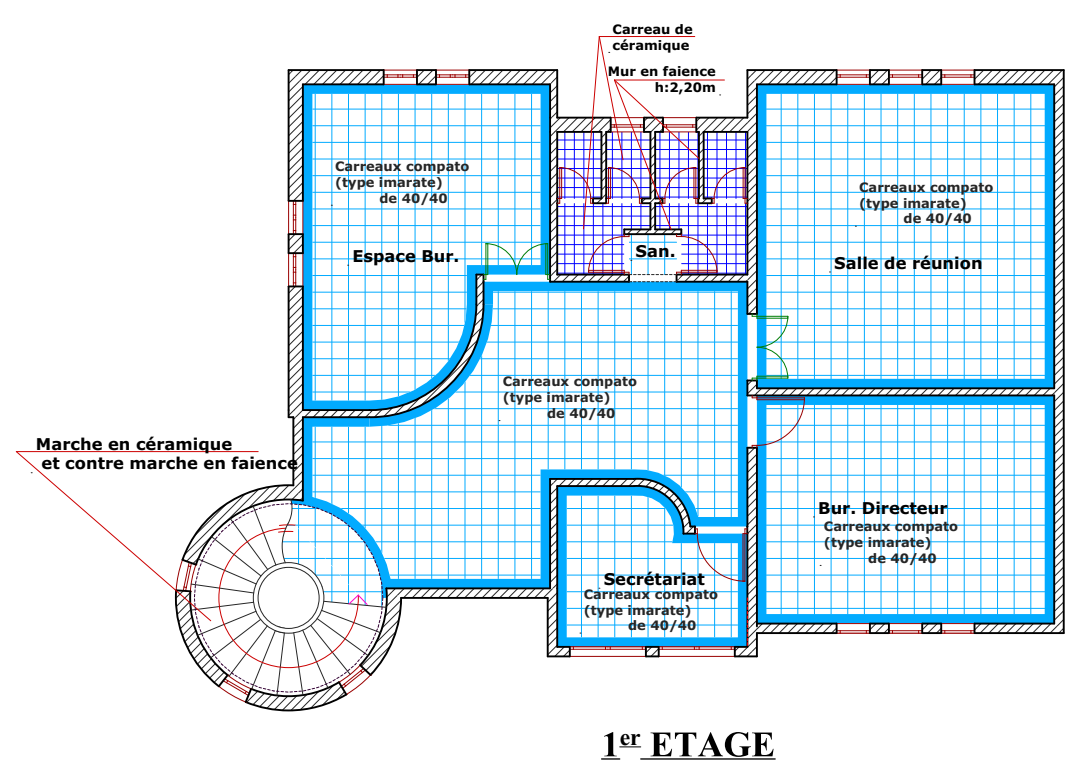 Carreau de
céramique
Mur en faience
h:2,20m
Carreaux compato
(type imarate)
de 40/40
Espace Bur.
San.
Carreaux compato
(type imarate)
de 40/40
Salle de réunion
Carreaux compato
(type imarate)
de 40/40
Marche en céramique
et contre marche en faience
Bur. Directeur
Carreaux compato
(type imarate)
de 40/40
Secrétariat
Carreaux compato
(type imarate)
de 40/40
1er ETAGE